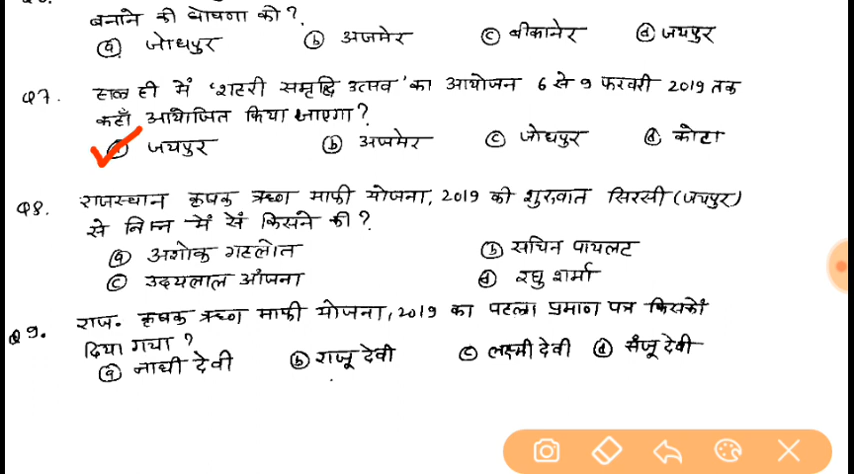 बनाने की घोषणा की ?
(a) जोधपुर (b) अजमेर (c) बीकानेर (d) जयपुर
Q7. हाल ही में 'शहरी समृद्धि उत्सव' का आयोजन 6 से 9 फरवरी 2019 तक
कहाँ आयोजित किया जाएगा ?
(a) जयपुर (b) अजमेर (c) जोधपुर (d) कोटा
Q8. राजस्थान कृषक ऋण माफी योजना, 2019 की शुरुवात सिरसी (जयपुर)
से निम्न में से किसने की ?
(a) अशोक गहलोत (b) सचिन पायलट
(c) उदयलाल आंजना (d) रघु शर्मा
Q9. राज. कृषक ऋण माफी योजना, 2019 का पहला प्रमाण पत्र किसको
दिया गया ?
(a) नाथी देवी (b) राजू देवी (c) लक्ष्मी देवी (d) संजू देवी